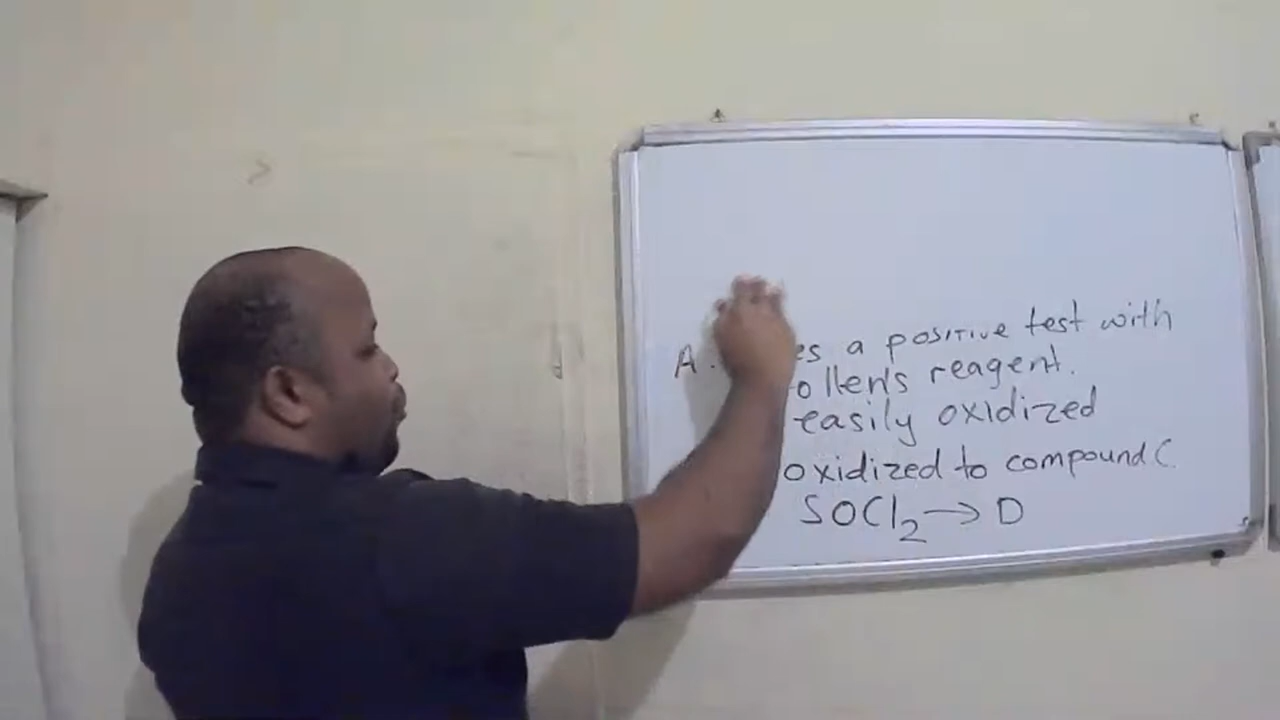 A. es a positive test with
ollen's reagent.
easily oxidized
oxidized to compound C.
SOCl2 → D